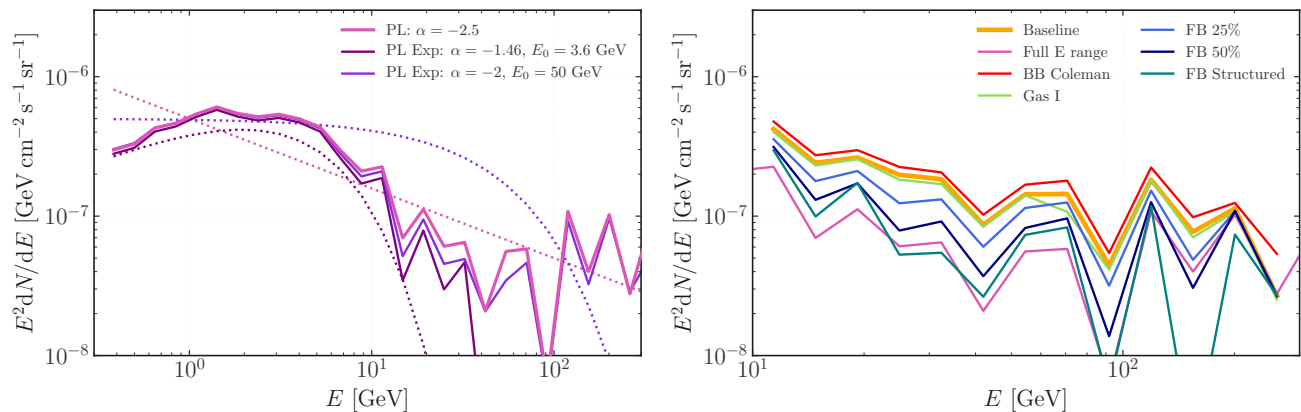 PL: α = −2.5
PL Exp: α = −1.46, E₀ = 3.6 GeV
PL Exp: α = −2, E₀ = 50 GeV
E²dN/dE [GeV cm⁻² s⁻¹ sr⁻¹]
10⁻⁶
10⁻⁷
10⁻⁸
10⁰
10¹
10²
E [GeV]
Baseline
Full E range
BB Coleman
Gas I
FB 25%
FB 50%
FB Structured
E²dN/dE [GeV cm⁻² s⁻¹ sr⁻¹]
10⁻⁶
10⁻⁷
10⁻⁸
10¹
10²
E [GeV]